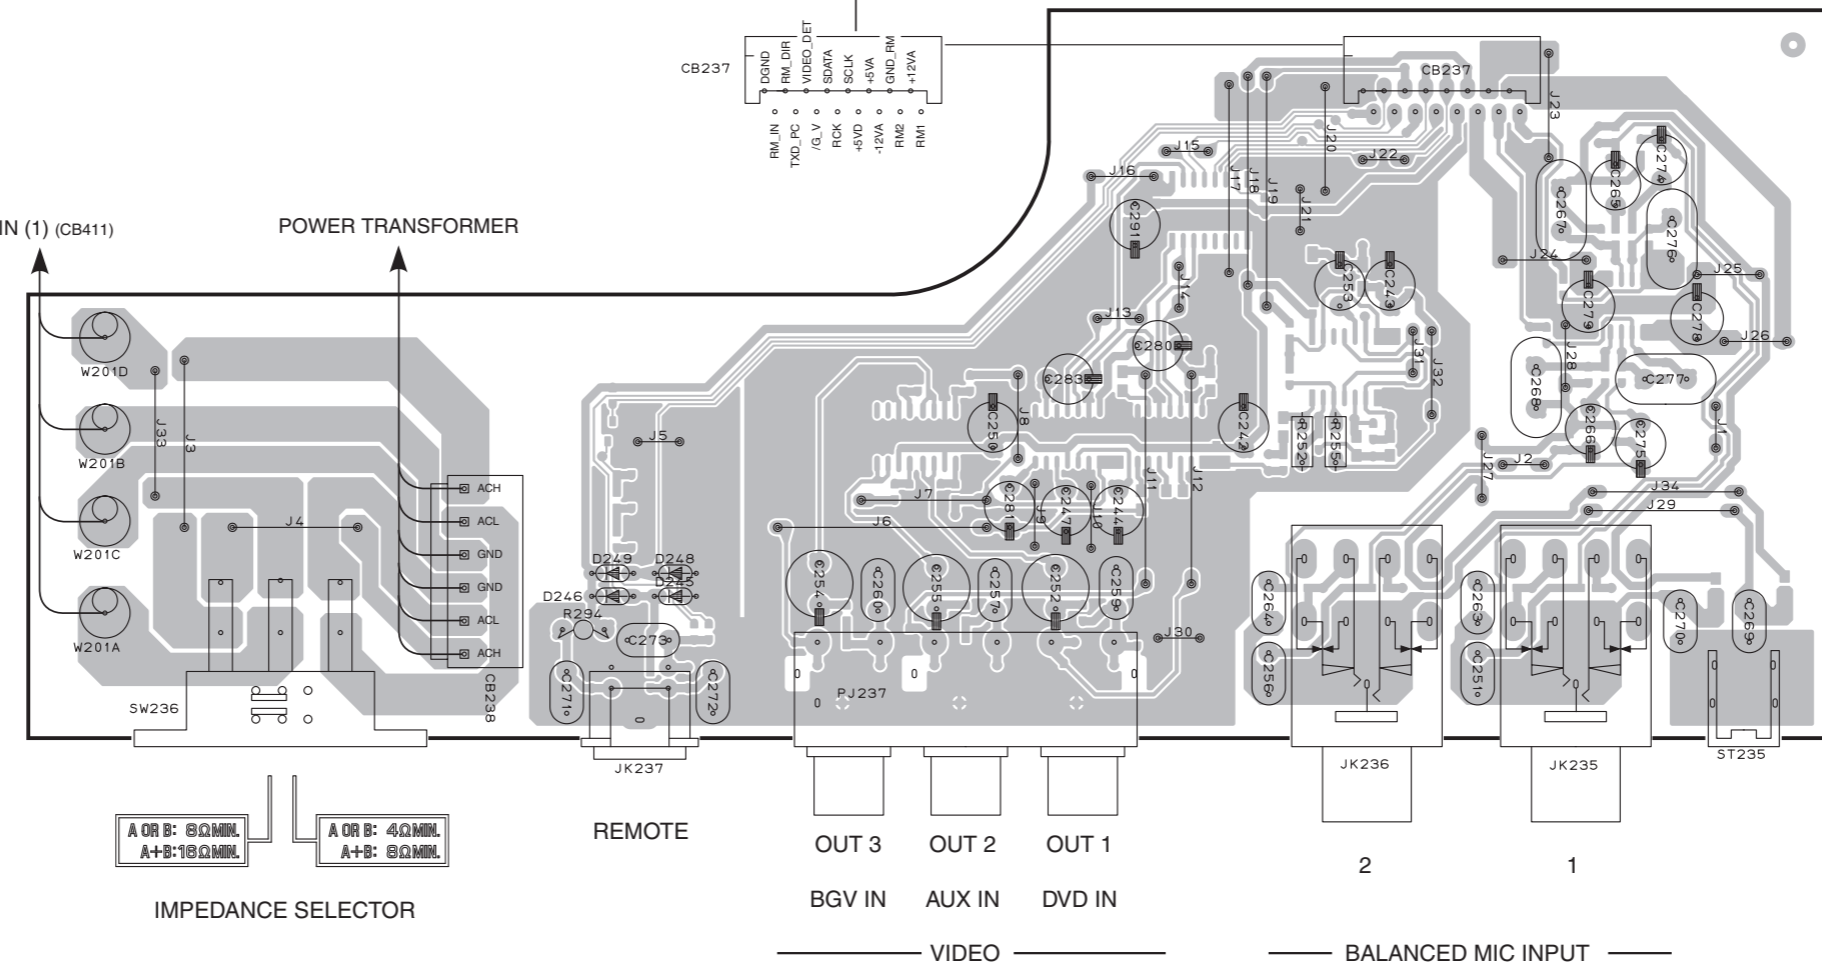 CB237
DGND
RM_DIR
VIDEO_DET
SDATA
SCLK
+5VA
GND_RM
+12VA
RM_IN
TXD_PC
/G_V
RCK
+5VD
-12VA
RM2
RM1
CB237
J23
J20
J22
J15
J16
J17
J18
J19
J21
C291
C274
C265
C267
C276
J24
J25
IN (1) (CB411)
POWER TRANSFORMER
C253
C243
C279
C278
J14
J13
C280
J26
J28
J31
J32
C283
C268
C277
W201D
W201B
W201C
W201A
J33
J3
J4
J5
C250
J8
C242
R252
R255
C266
C275
J1
J2
J27
J34
J29
ACH
ACL
GND
GND
ACL
ACH
CB238
J7
J6
C281
J9
C247
J10
C244
J11
J12
D249
D248
D246
D245
R294
C273
C271
C272
C254
C260
C255
C257
C252
C259
J30
PJ237
C264
C256
C263
C251
C270
C269
SW236
JK237
JK236
JK235
ST235
A OR B: 8ΩMIN.
A+B:16ΩMIN.
A OR B: 4ΩMIN.
A+B: 8ΩMIN.
IMPEDANCE SELECTOR
REMOTE
OUT 3
OUT 2
OUT 1
BGV IN
AUX IN
DVD IN
VIDEO
2
1
BALANCED MIC INPUT